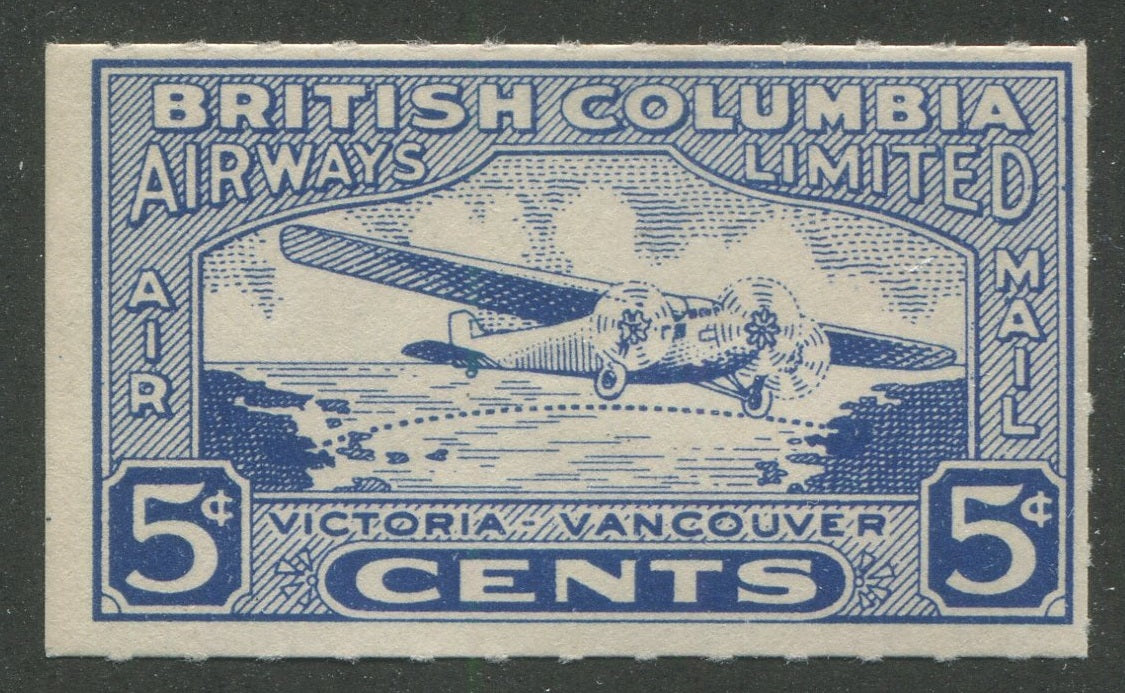 BRITISH COLUMBIA
AIRWAYS LIMITED
AIR
MAIL
5¢
VICTORIA - VANCOUVER
5¢
CENTS